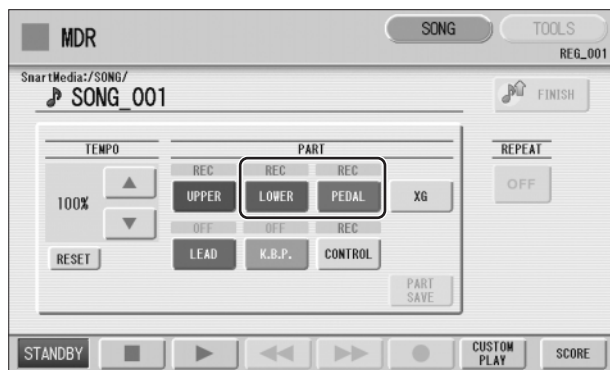 MDR
SONG
TOOLS
REG_001
SmartMedia:/SONG/
SONG_001
FINISH
TEMPO
PART
REPEAT
REC
REC
REC
100%
UPPER
LOWER
PEDAL
XG
OFF
OFF
OFF
REC
RESET
LEAD
K.B.P.
CONTROL
PART
SAVE
STANDBY
CUSTOM
PLAY
SCORE